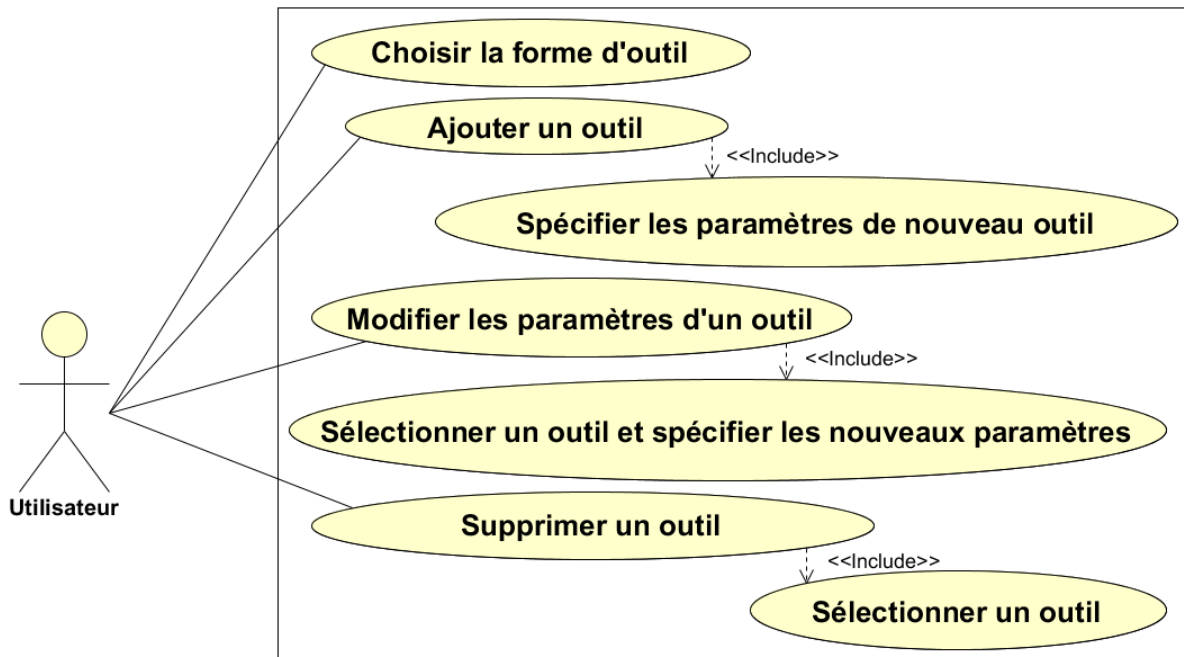 Choisir la forme d'outil
Ajouter un outil
<<Include>>
Spécifier les paramètres de nouveau outil
Modifier les paramètres d'un outil
<<Include>>
Sélectionner un outil et spécifier les nouveaux paramètres
Utilisateur
Supprimer un outil
<<Include>>
Sélectionner un outil